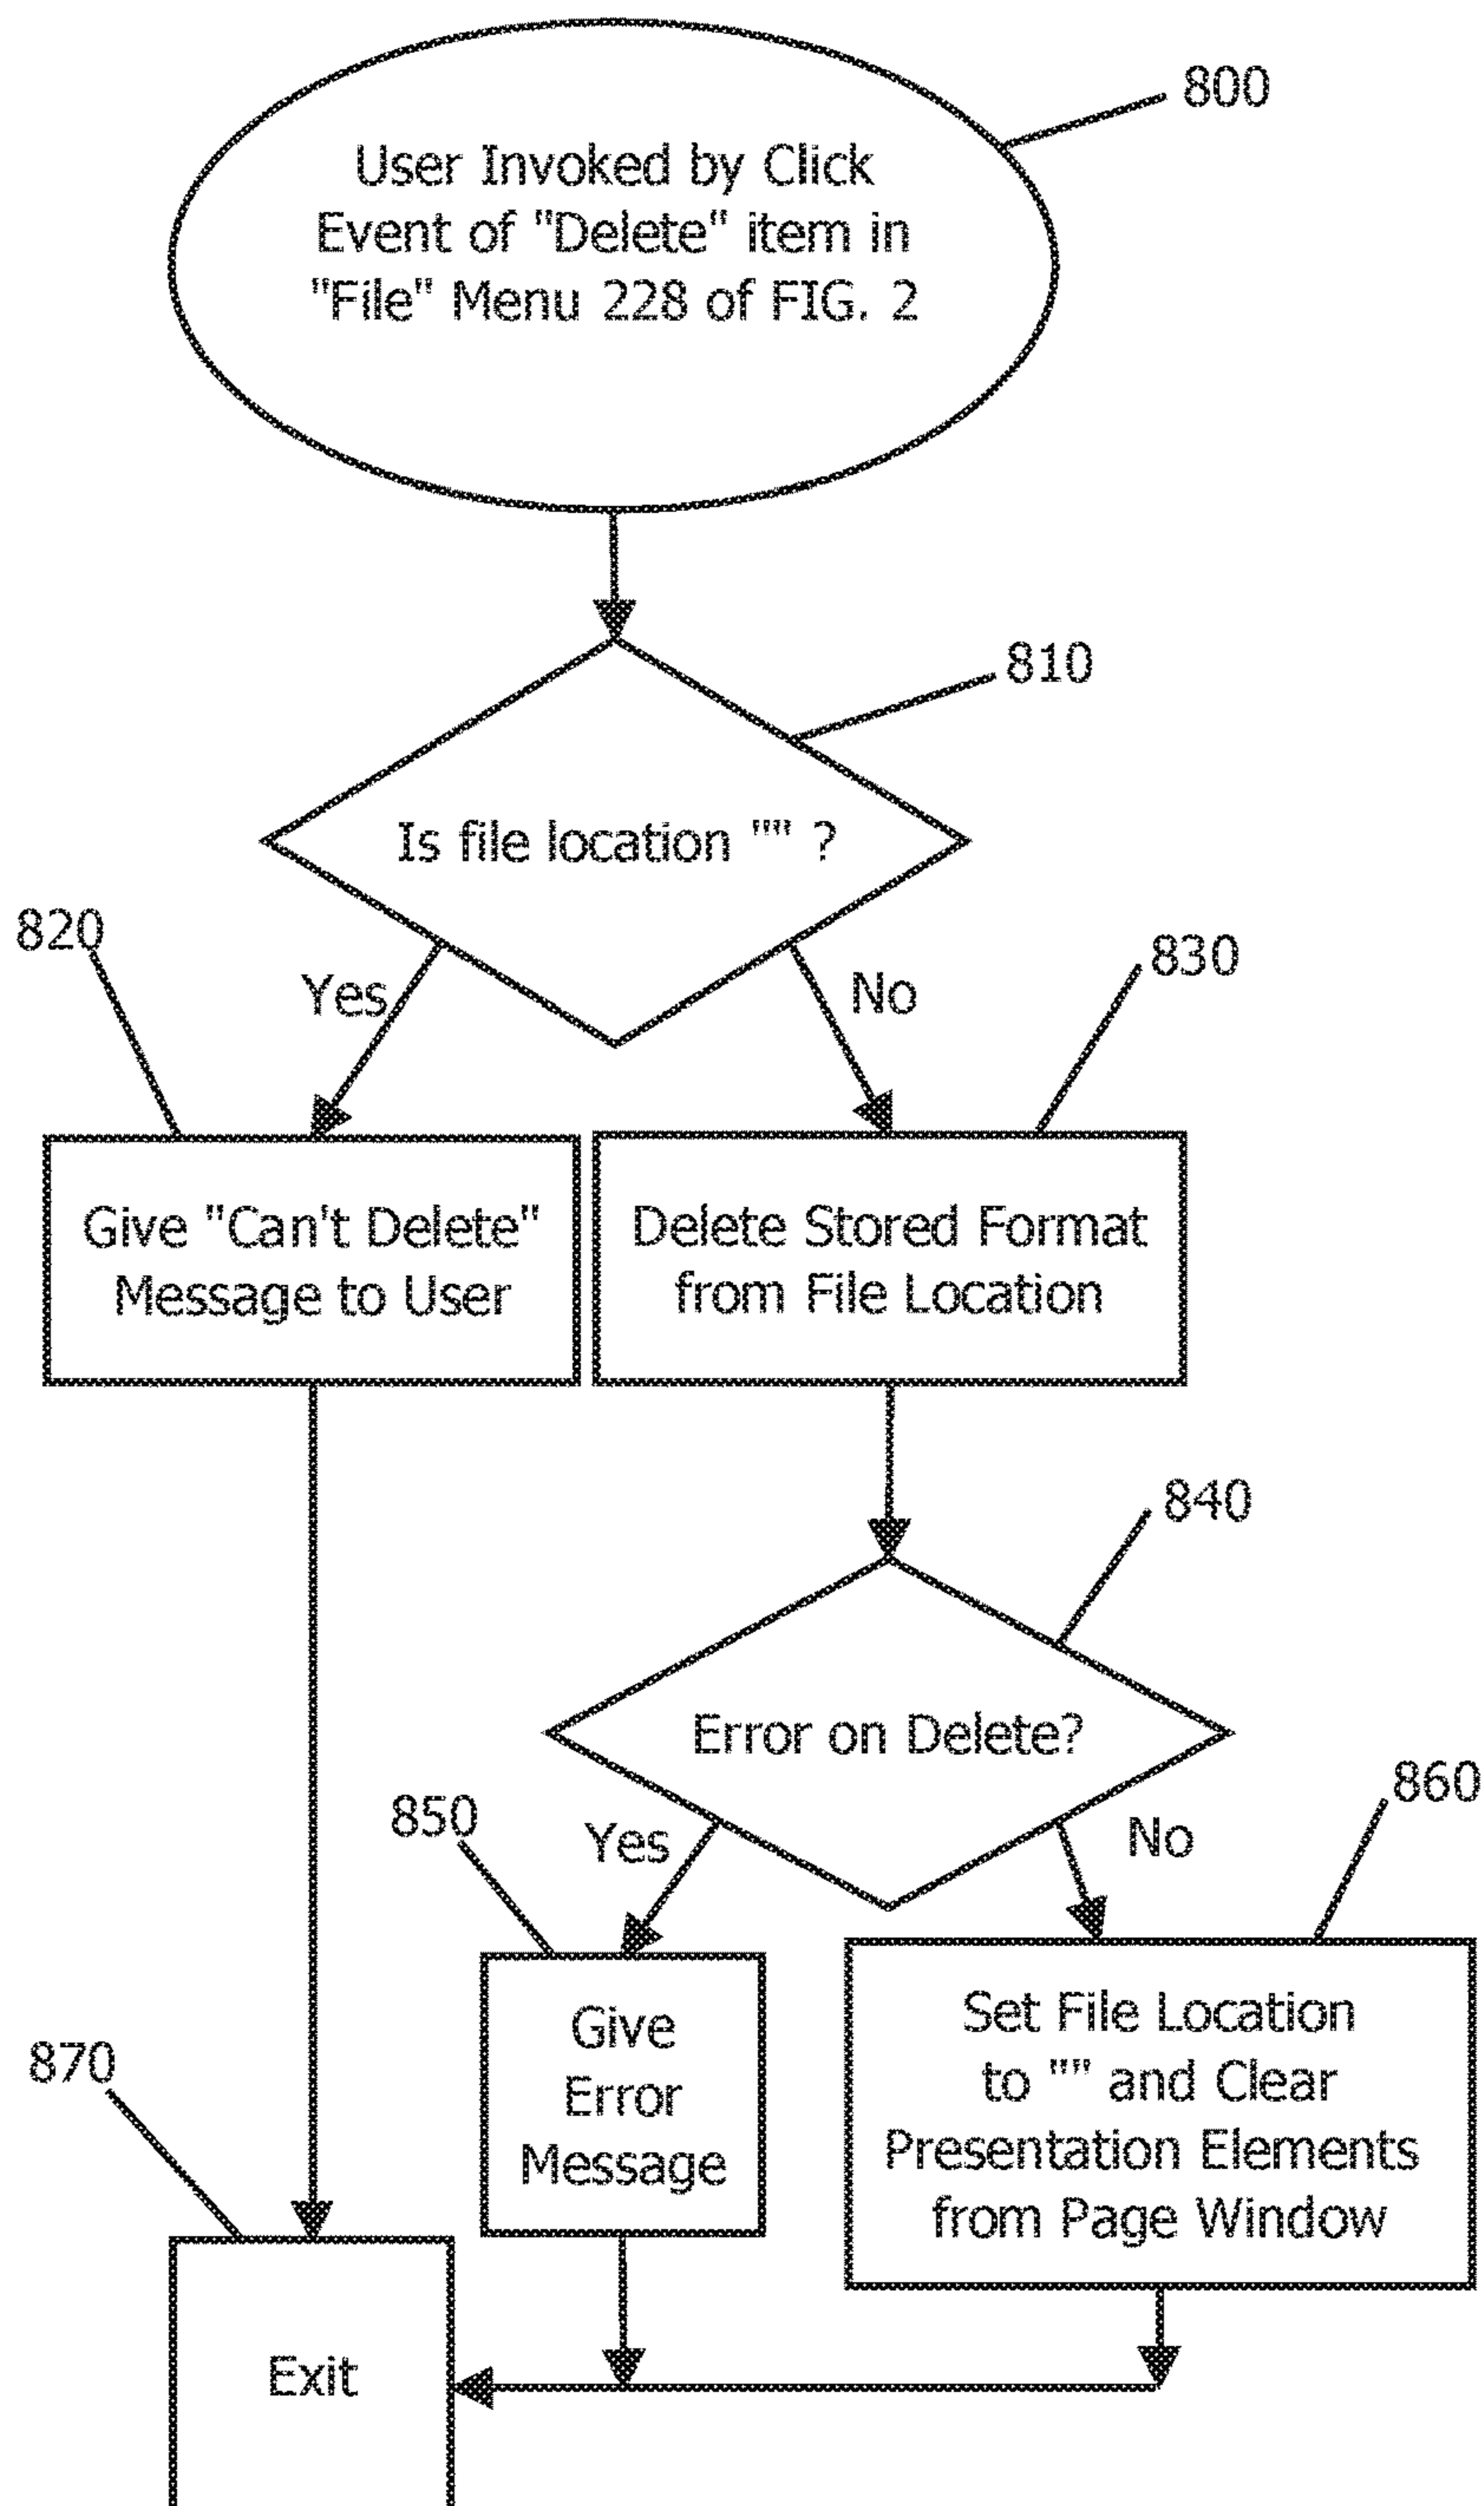 800
User Invoked by Click
Event of "Delete" item in
"File" Menu 228 of FIG. 2
810
Is file location "" ?
820
Yes
No
830
Give "Can't Delete"
Message to User
Delete Stored Format
from File Location
840
Error on Delete?
850
Yes
No
860
Give
Error
Message
Set File Location
to "" and Clear
Presentation Elements
from Page Window
870
Exit